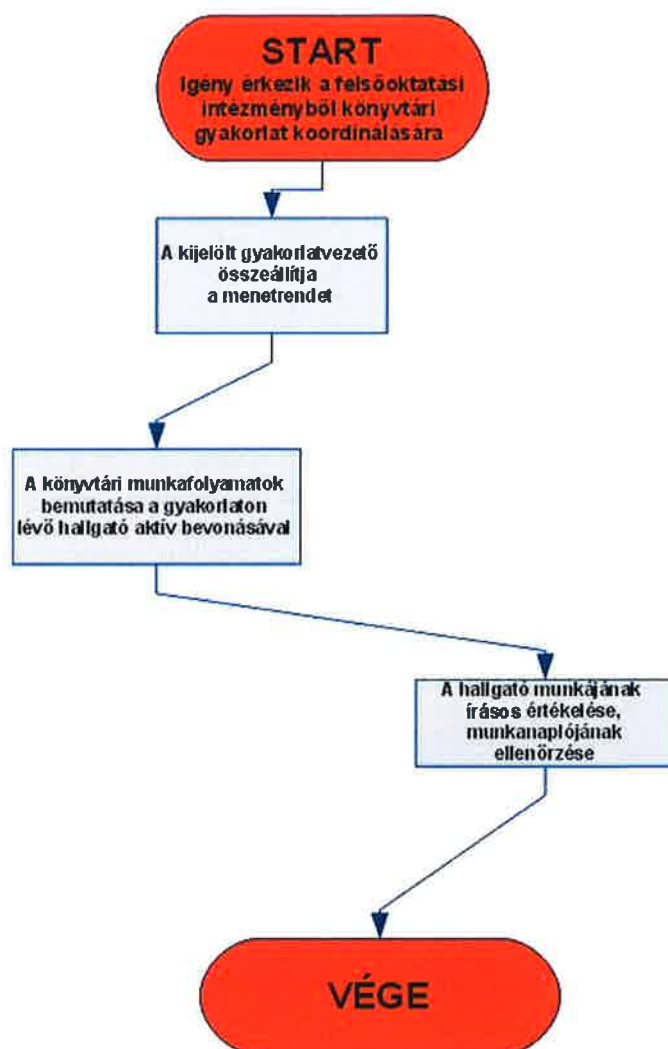 START
Igény érkezik a felsőoktatási
intézményből könyvtári
gyakorlat koordinálására
A kijelölt gyakorlatvezető
összeállítja
a menetrendet
A könyvtári munkafolyamatok
bemutatása a gyakorlaton
lévő hallgató aktív bevonásával
A hallgató munkájának
írásos értékelése,
munkanaplójának
ellenőrzése
VÉGE